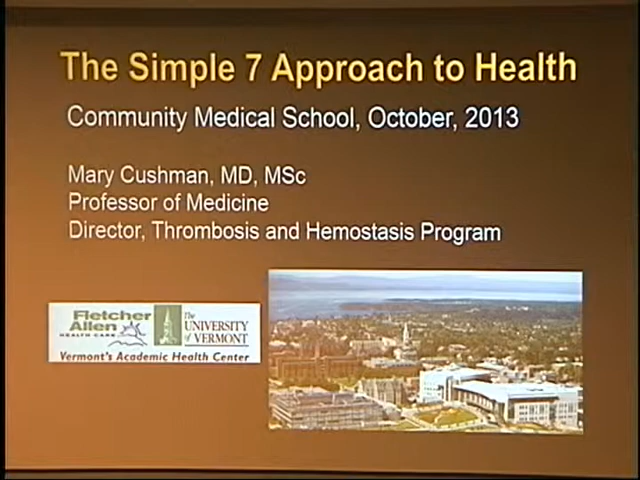 The Simple 7 Approach to Health
Community Medical School, October, 2013
Mary Cushman, MD, MSc
Professor of Medicine
Director, Thrombosis and Hemostasis Program
Fletcher
Allen
HEALTH CARE
The
UNIVERSITY
of VERMONT
Vermont's Academic Health Center